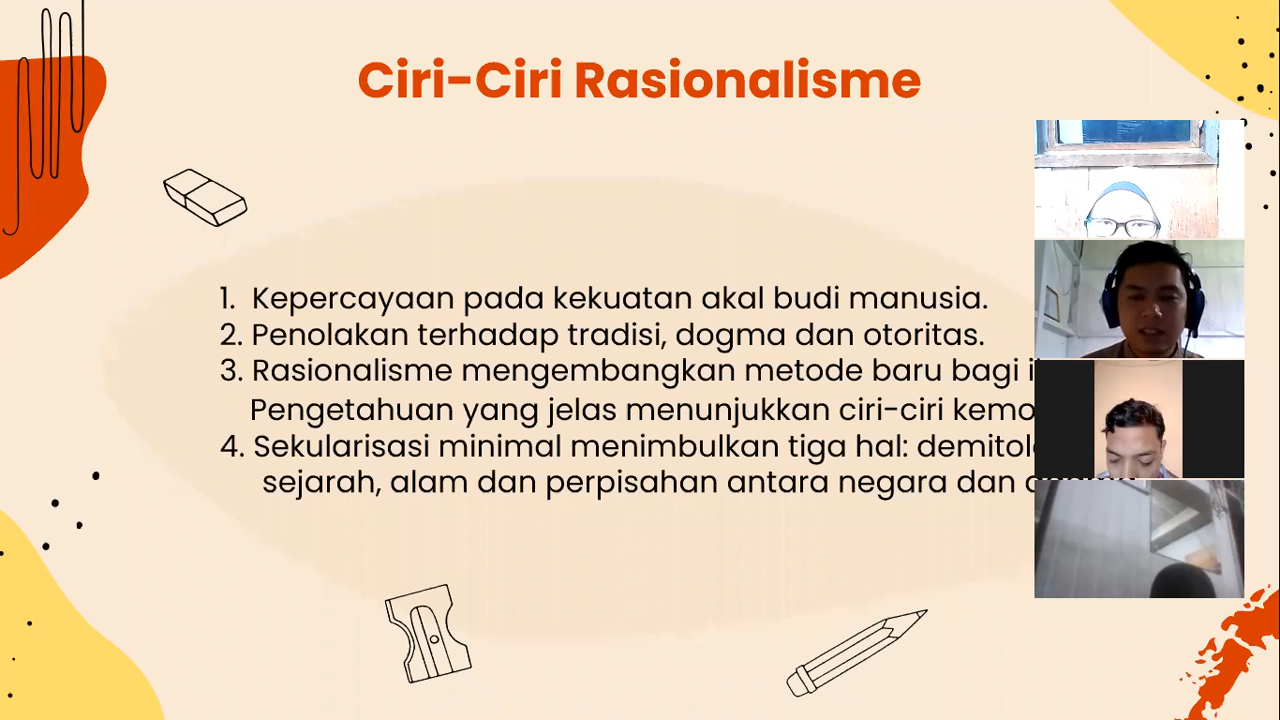 Ciri-Ciri Rasionalisme
1. Kepercayaan pada kekuatan akal budi manusia.
2. Penolakan terhadap tradisi, dogma dan otoritas.
3. Rasionalisme mengembangkan metode baru bagi
Pengetahuan yang jelas menunjukkan ciri-ciri
4. Sekularisasi minimal menimbulkan tiga hal:
sejarah, alam dan perpisahan antara negara dan